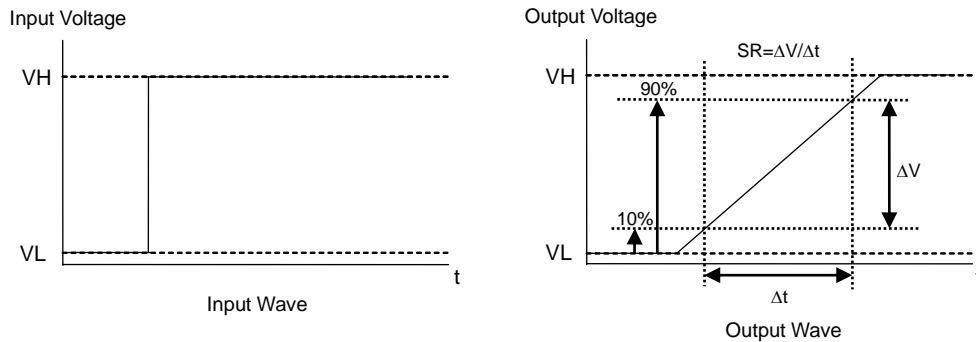 Input Voltage
VH
VL
t
Input Wave
Output Voltage
SR=ΔV/Δt
VH
90%
ΔV
10%
VL
t
Δt
Output Wave